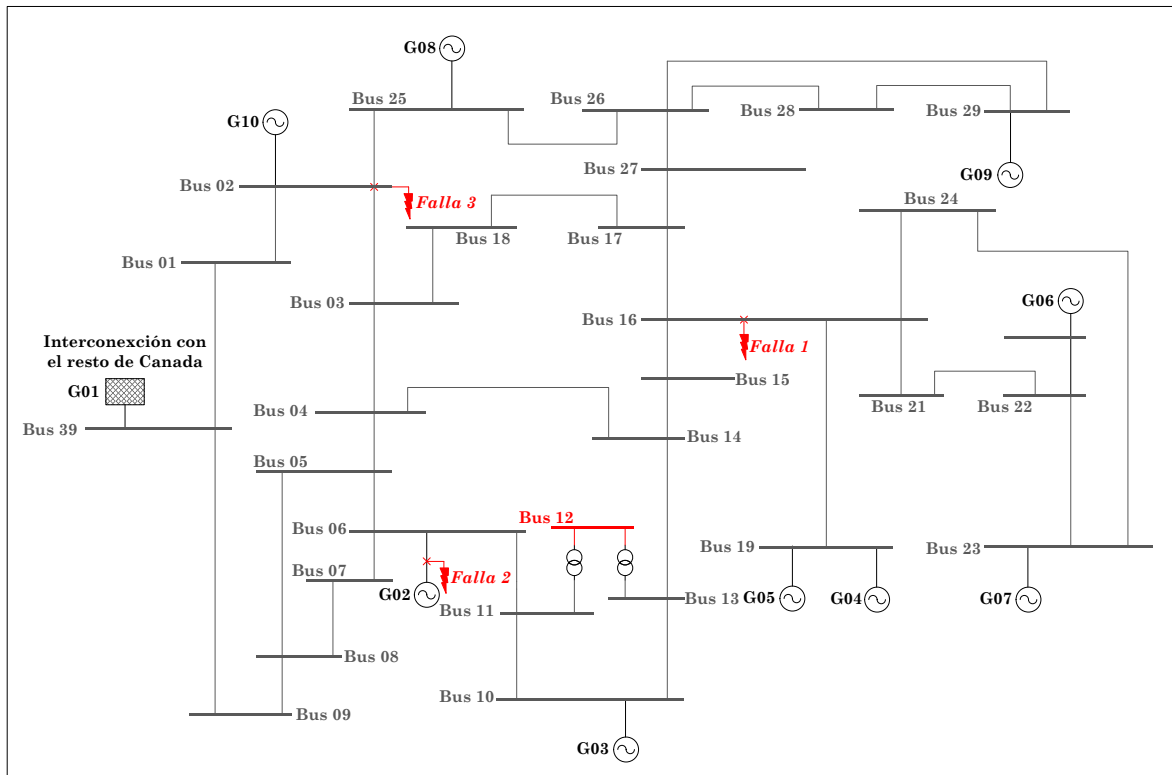 G08
Bus 25
Bus 26
Bus 28
Bus 29
G10
Bus 02
Bus 27
G09
Falla 3
Bus 24
Bus 18
Bus 17
Bus 01
Bus 03
G06
Bus 16
Falla 1
Interconexción con
el resto de Canada
G01
Bus 15
Bus 04
Bus 21
Bus 22
Bus 39
Bus 14
Bus 05
Bus 06
Bus 12
Bus 19
Bus 23
Bus 07
Falla 2
G02
Bus 11
Bus 13
G05
G04
G07
Bus 08
Bus 10
Bus 09
G03